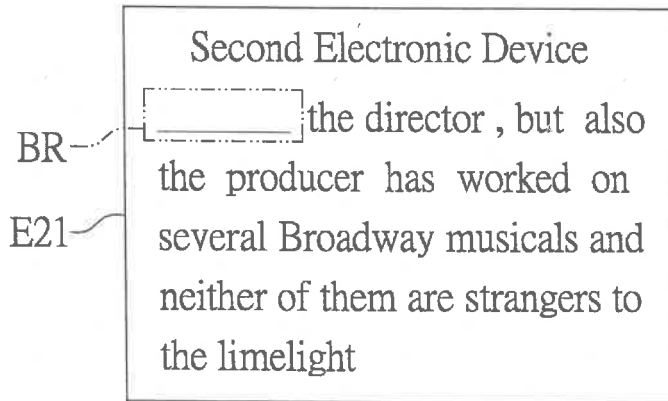 Second Electronic Device
________ the director , but also
BR
the producer has worked on
E21
several Broadway musicals and
neither of them are strangers to
the limelight